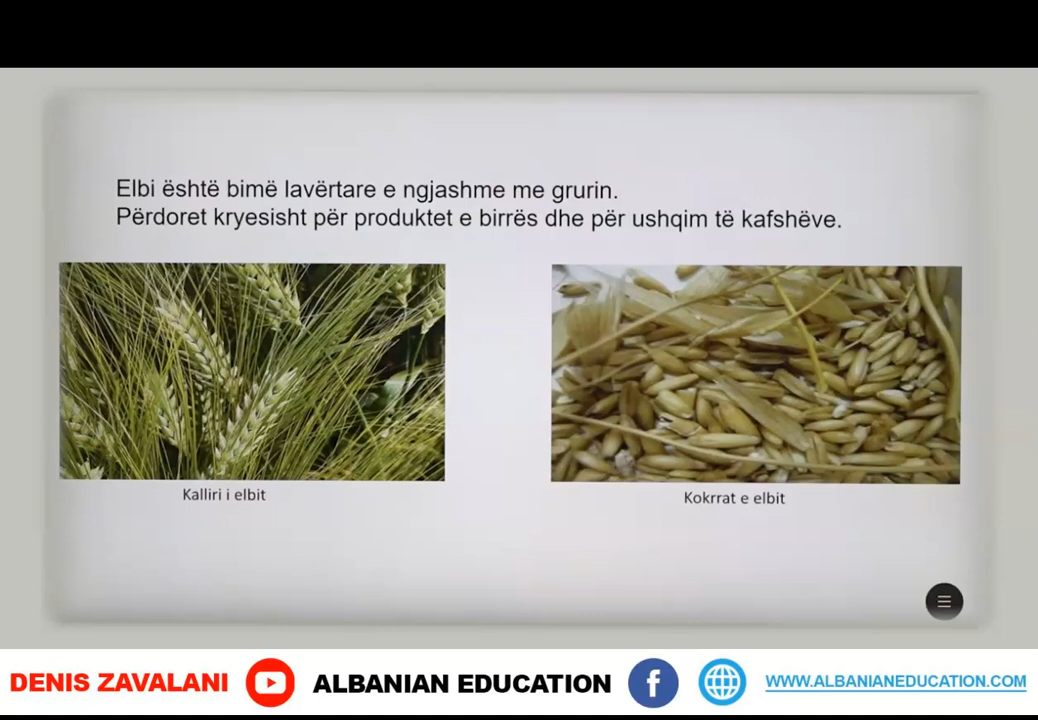 Elbi është bimë lavërtare e ngjashme me grurin.
Përdoret kryesisht për produktet e birrës dhe për ushqim të kafshëve.
Kalliri i elbit
Kokrrat e elbit
DENIS ZAVALANI
ALBANIAN EDUCATION
WWW.ALBANIANEDUCATION.COM